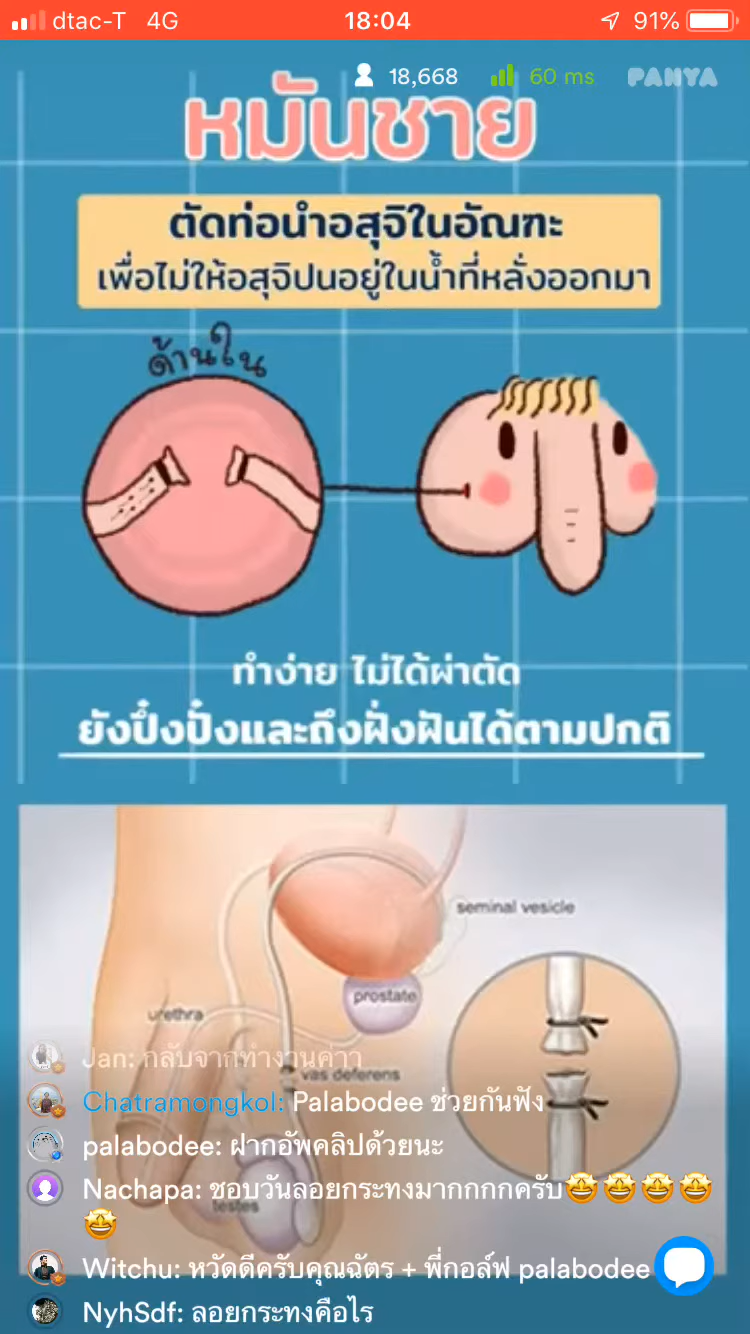 dtac-T 4G 18:04 91%
18,668 60 ms PANYA
หมันชาย
ตัดท่อนำอสุจิในอัณฑะ
เพื่อไม่ให้อสุจิปนอยู่ในน้ำที่หลั่งออกมา
ด้านใน
ทำง่าย ไม่ได้ผ่าตัด
ยังปึ๋งปั๋งและถึงฝั่งฝันได้ตามปกติ
seminal vesicle
prostate
urethra
vas deferens
testes
Jan: กลับจากทำงานค่าา
Chatramongkol: Palabodee ช่วยกันฟัง
palabodee: ฝากอัพคลิปด้วยนะ
Nachapa: ชอบวันลอยกระทงมากกกกครับ🤩🤩🤩🤩
🤩
Witchu: หวัดดีครับคุณฉัตร + พี่กอล์ฟ palabodee
NyhSdf: ลอยกระทงคือไร